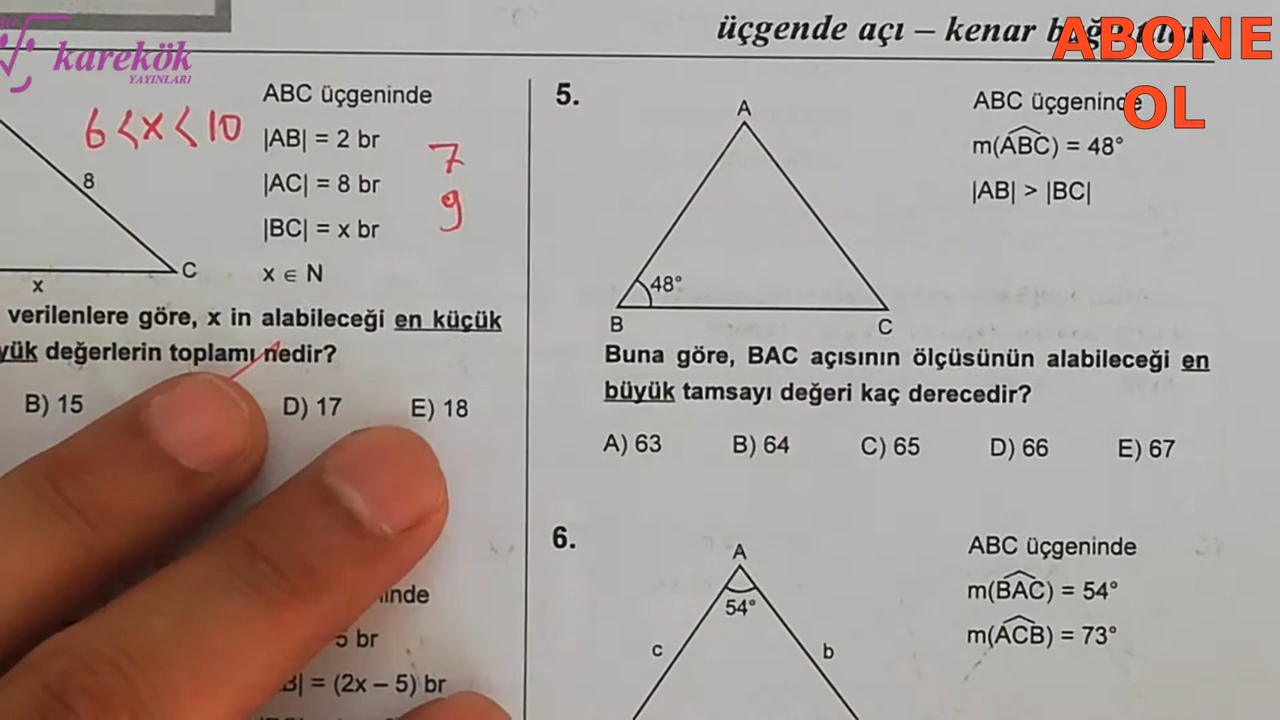 üçgende açı – kenar
ABONE
OL
karekök
YAYINLARI
6 < x < 10
8
C
x
ABC üçgeninde
|AB| = 2 br
|AC| = 8 br
|BC| = x br
x ∈ N
7
9
verilenlere göre, x in alabileceği en küçük
değerlerin toplamı nedir?
B) 15
D) 17
E) 18
5 br
= (2x – 5) br
5.
A
48°
B
C
ABC üçgeninde
m(ABC) = 48°
|AB| > |BC|
Buna göre, BAC açısının ölçüsünün alabileceği en
büyük tamsayı değeri kaç derecedir?
A) 63
B) 64
C) 65
D) 66
E) 67
6.
A
54°
c
b
ABC üçgeninde
m(BAC) = 54°
m(ACB) = 73°